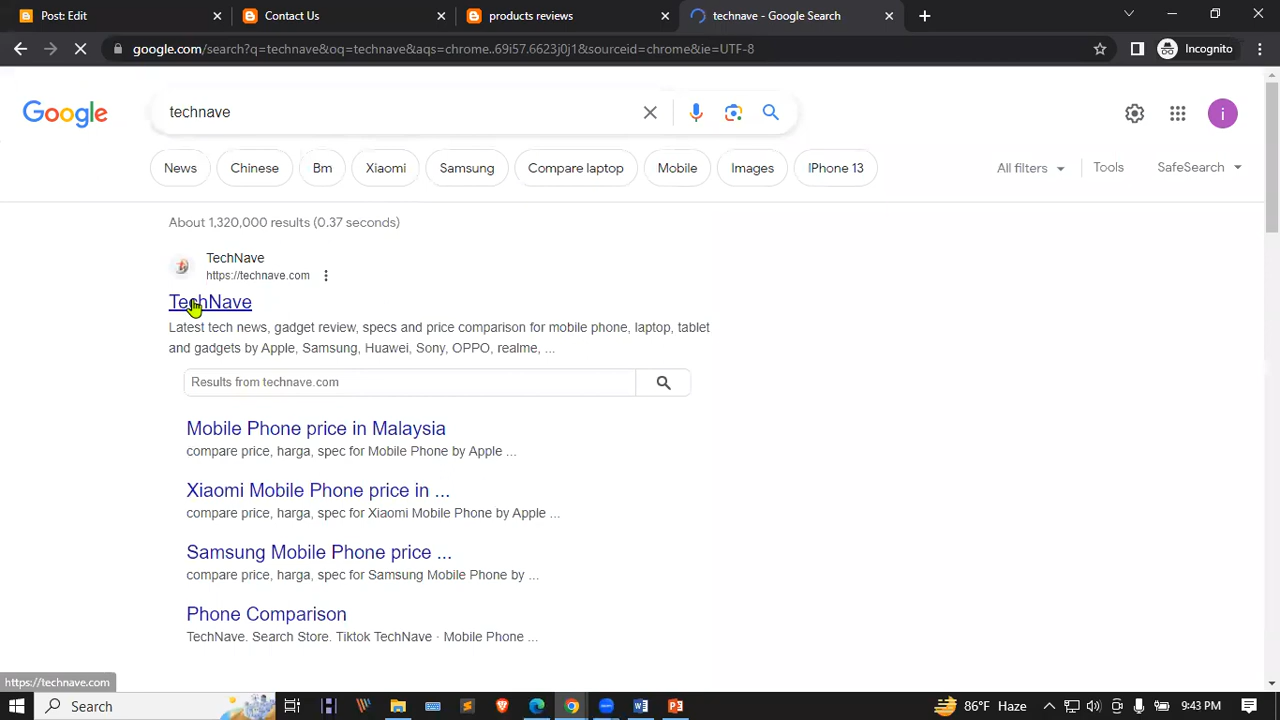 Post: Edit
Contact Us
products reviews
technave - Google Search
google.com/search?q=technave&oq=technave&aqs=chrome..69i57.6623j0j1&sourceid=chrome&ie=UTF-8
Incognito
Google
technave
i
News
Chinese
Bm
Xiaomi
Samsung
Compare laptop
Mobile
Images
IPhone 13
All filters
Tools
SafeSearch
About 1,320,000 results (0.37 seconds)
TechNave
https://technave.com
TechNave
Latest tech news, gadget review, specs and price comparison for mobile phone, laptop, tablet
and gadgets by Apple, Samsung, Huawei, Sony, OPPO, realme, ...
Results from technave.com
Mobile Phone price in Malaysia
compare price, harga, spec for Mobile Phone by Apple ...
Xiaomi Mobile Phone price in ...
compare price, harga, spec for Xiaomi Mobile Phone by Apple ...
Samsung Mobile Phone price ...
compare price, harga, spec for Samsung Mobile Phone by ...
Phone Comparison
TechNave. Search Store. Tiktok TechNave · Mobile Phone ...
https://technave.com
Search
86°F Haze
9:43 PM